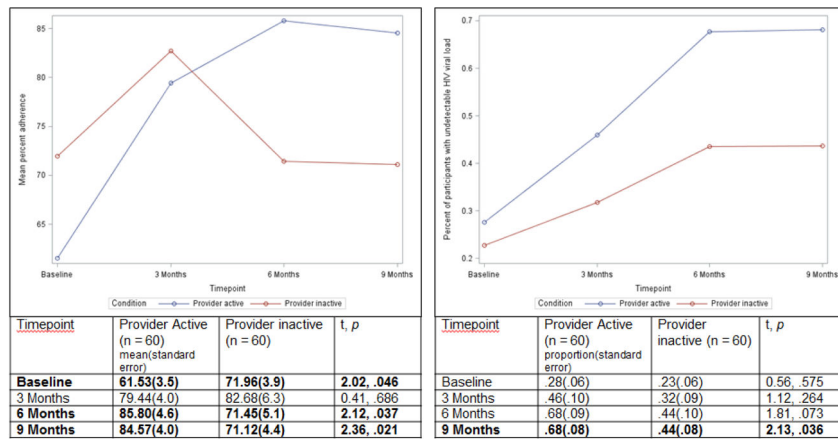 Mean percent adherence
85
80
75
70
65
Baseline 3 Months 6 Months 9 Months
Timepoint
Condition Provider active Provider inactive
Timepoint Provider Active (n = 60) mean(standard error) Provider inactive (n = 60) t, p
Baseline 61.53(3.5) 71.96(3.9) 2.02, .046
3 Months 79.44(4.0) 82.68(6.3) 0.41, .686
6 Months 85.80(4.6) 71.45(5.1) 2.12, .037
9 Months 84.57(4.0) 71.12(4.4) 2.36, .021
Percent of participants with undetectable HIV viral load
0.7
0.6
0.5
0.4
0.3
0.2
Baseline 3 Months 6 Months 9 Months
Timepoint
Condition Provider active Provider inactive
Timepoint Provider Active (n = 60) proportion(standard error) Provider inactive (n = 60) t, p
Baseline .28(.06) .23(.06) 0.56, .575
3 Months .46(.10) .32(.09) 1.12, .264
6 Months .68(.09) .44(.10) 1.81, .073
9 Months .68(.08) .44(.08) 2.13, .036